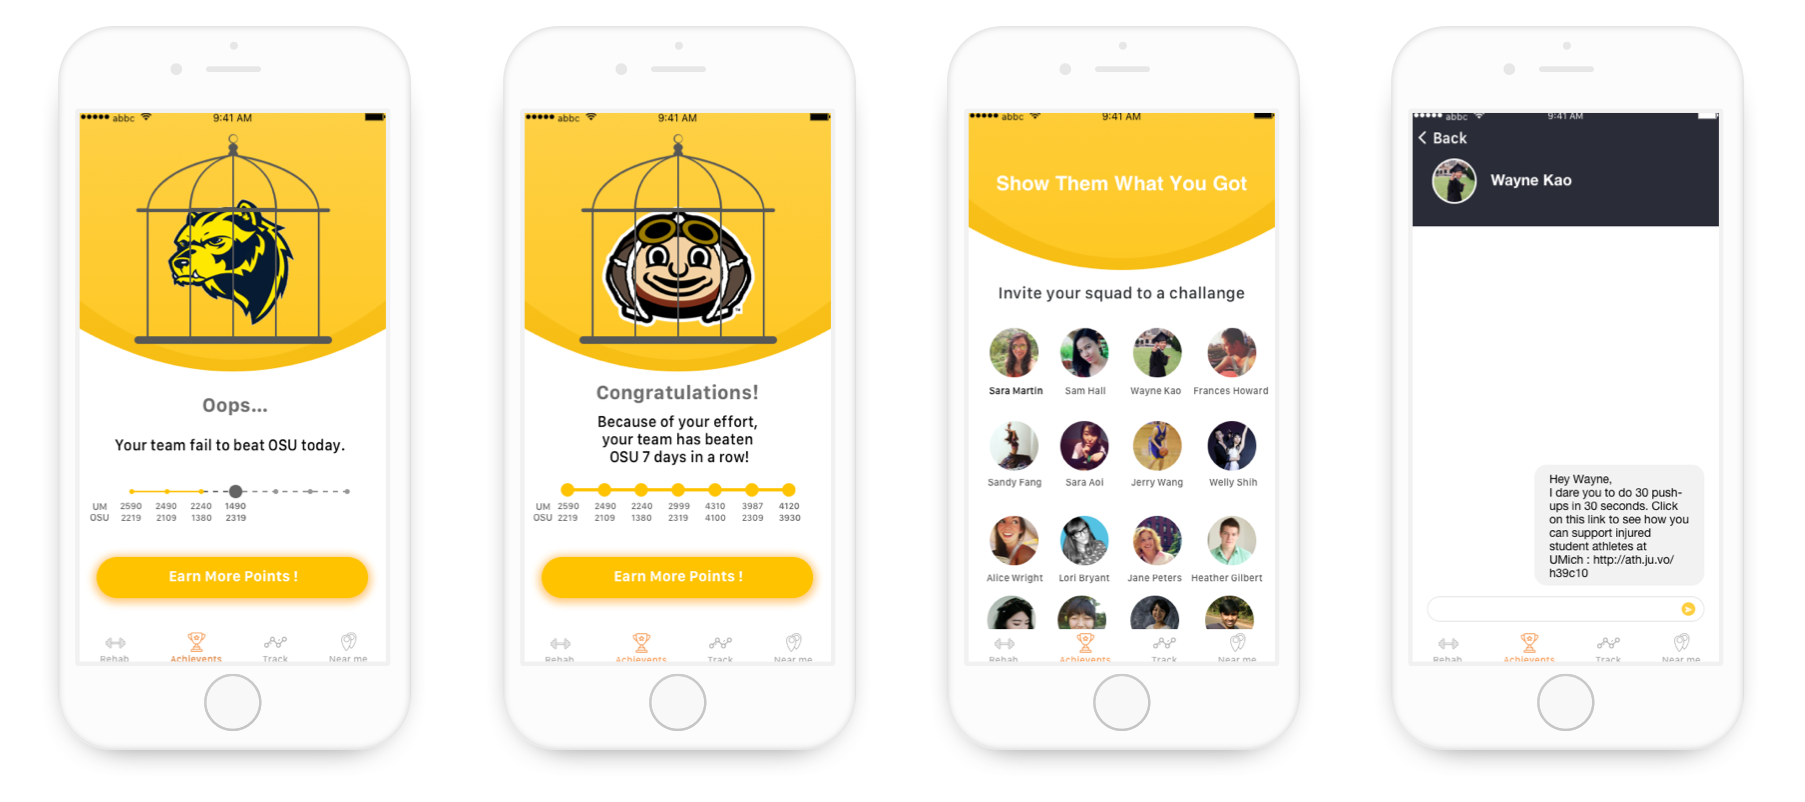 abbc 9:41 AM
Oops...
Your team fail to beat OSU today.
UM 2590 2490 2240 1490
OSU 2219 2109 1380 2319
Earn More Points !
Rehab Achievents Track Near me
abbc 9:41 AM
TM
Congratulations!
Because of your effort,
your team has beaten
OSU 7 days in a row!
UM 2590 2490 2240 2999 4310 3987 4120
OSU 2219 2109 1380 2319 4100 2309 3930
Earn More Points !
Rehab Achievents Track Near me
abbc 9:41 AM
Show Them What You Got
Invite your squad to a challange
Sara Martin Sam Hall Wayne Kao Frances Howard
Sandy Fang Sara Aoi Jerry Wang Welly Shih
Alice Wright Lori Bryant Jane Peters Heather Gilbert
Rehab Achievents Track Near me
abbc 9:41 AM
Back
Wayne Kao
Hey Wayne,
I dare you to do 30 push-
ups in 30 seconds. Click
on this link to see how you
can support injured
student athletes at
UMich : http://ath.ju.vo/
h39c10
Rehab Achievents Track Near me